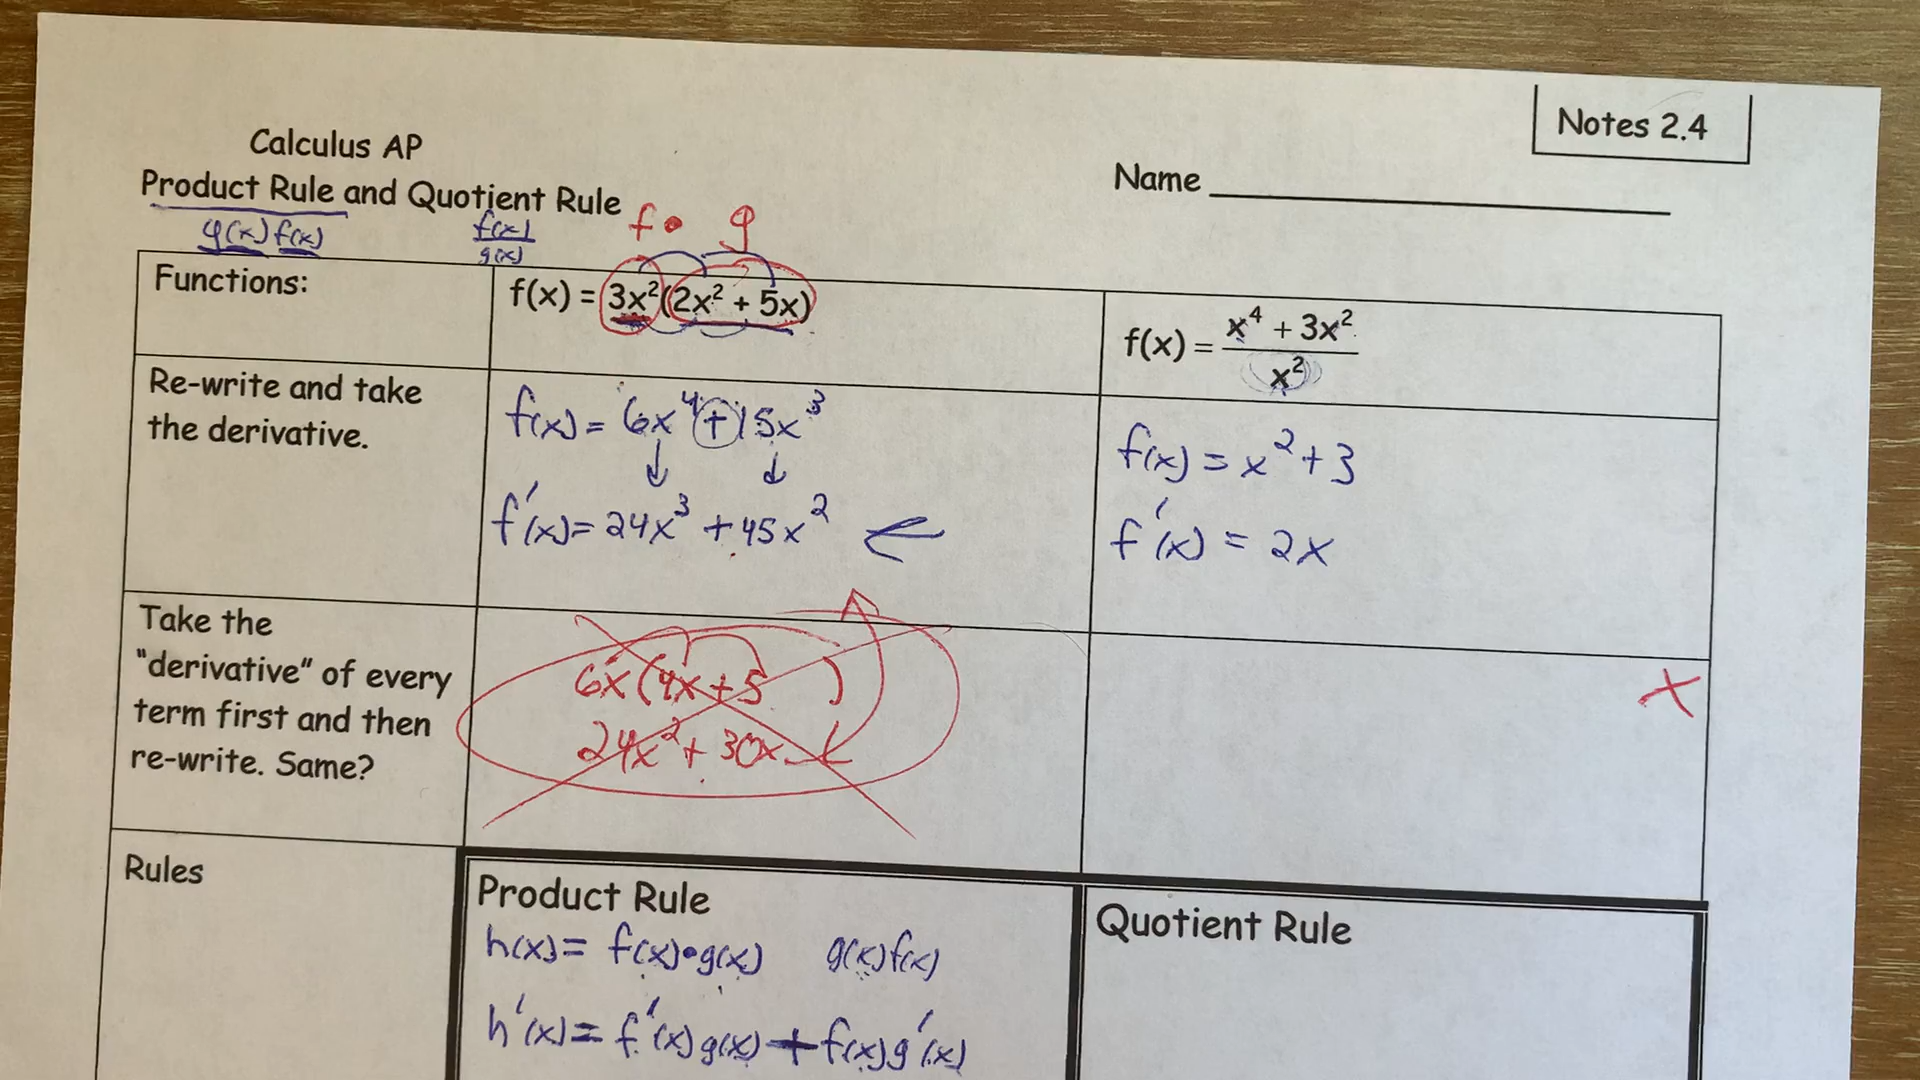 Notes 2.4
Calculus AP
Product Rule and Quotient Rule
Name
g(x) f(x)
f(x)/g(x)
f • g
Functions:
f(x) = 3x²(2x² + 5x)
f(x) = (x⁴ + 3x²)/x²
Re-write and take
the derivative.
f(x) = 6x⁴ + 15x³
↓ ↓
f'(x) = 24x³ + 45x² ←
f(x) = x² + 3
f'(x) = 2x
Take the
"derivative" of every
term first and then
re-write. Same?
6x(4x+5 )
24x² + 30x ←
X
Rules
Product Rule
h(x) = f(x)•g(x) g(x)f(x)
h'(x) = f'(x)g(x) + f(x)g'(x)
Quotient Rule